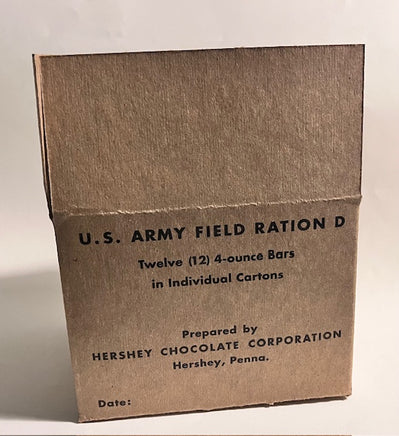 U.S. ARMY FIELD RATION D
Twelve (12) 4-ounce Bars
in Individual Cartons
Prepared by
HERSHEY CHOCOLATE CORPORATION
Hershey, Penna.
Date: